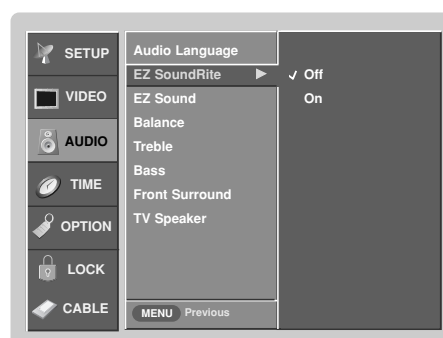 SETUP
VIDEO
AUDIO
TIME
OPTION
LOCK
CABLE
Audio Language
EZ SoundRite
EZ Sound
Balance
Treble
Bass
Front Surround
TV Speaker
MENU Previous
Off
On